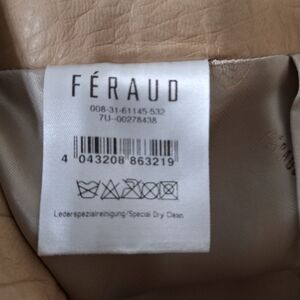 FÉRAUD
008-31-61145-532
7U--00278438
4 043208 863219
Lederspezialreinigung/Special Dry Clean